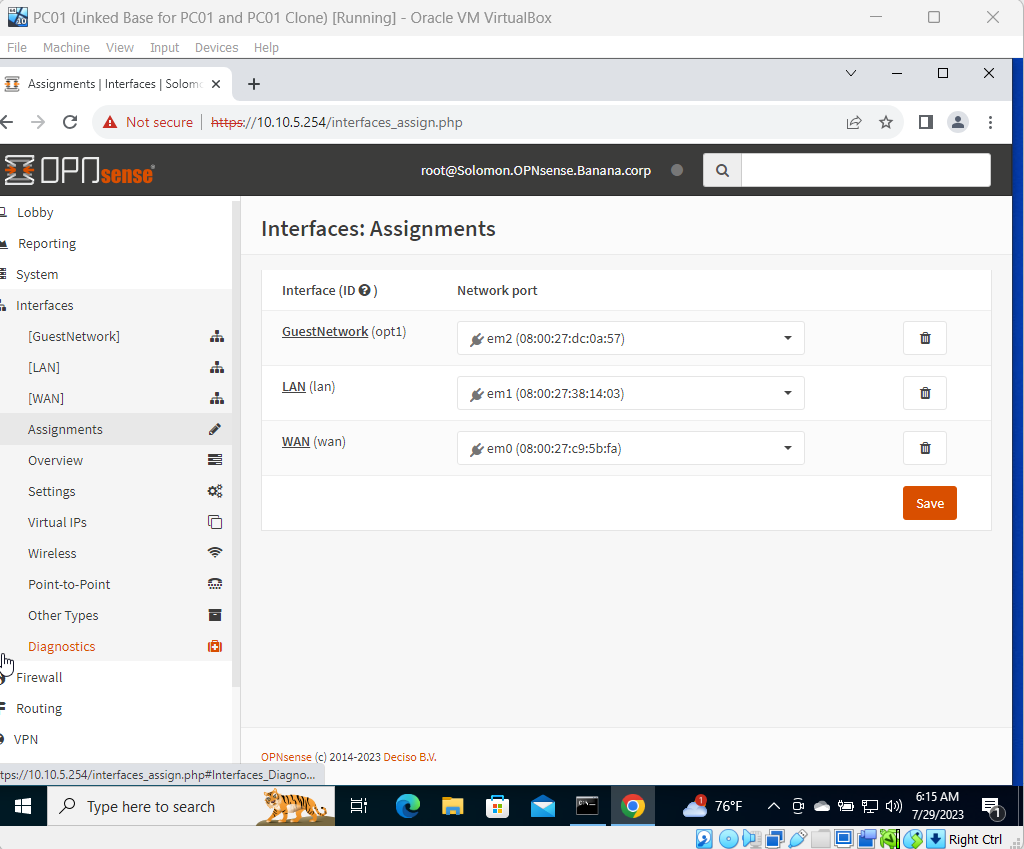 PC01 (Linked Base for PC01 and PC01 Clone) [Running] - Oracle VM VirtualBox
File Machine View Input Devices Help
Assignments | Interfaces | Solom
Not secure https://10.10.5.254/interfaces_assign.php
OPNsense root@Solomon.OPNsense.Banana.corp
Lobby
Reporting
System
Interfaces
[GuestNetwork]
[LAN]
[WAN]
Assignments
Overview
Settings
Virtual IPs
Wireless
Point-to-Point
Other Types
Diagnostics
Firewall
Routing
VPN
Interfaces: Assignments
Interface (ID ?) Network port
GuestNetwork (opt1) em2 (08:00:27:dc:0a:57)
LAN (lan) em1 (08:00:27:38:14:03)
WAN (wan) em0 (08:00:27:c9:5b:fa)
Save
OPNsense (c) 2014-2023 Deciso B.V.
tps://10.10.5.254/interfaces_assign.php#Interfaces_Diagno...
Type here to search
1
76°F
6:15 AM
7/29/2023
1
Right Ctrl